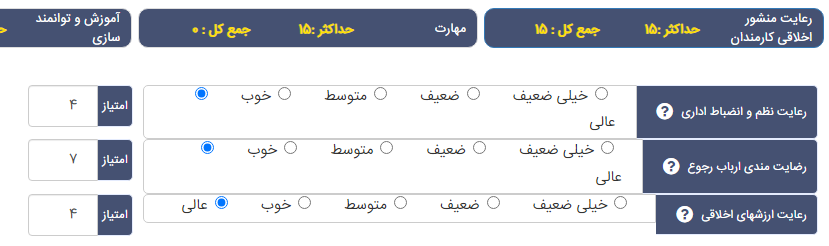 رعایت منشور اخلاقی کارمندان حداکثر :۱۵ جمع کل : ۱۵
مهارت حداکثر :۱۵ جمع کل : ۰
آموزش و توانمند سازی
رعایت نظم و انضباط اداری ? خیلی ضعیف ضعیف متوسط خوب
عالی
امتیاز ۴
رضایت مندی ارباب رجوع ? خیلی ضعیف ضعیف متوسط خوب
عالی
امتیاز ۷
رعایت ارزشهای اخلاقی ? خیلی ضعیف ضعیف متوسط خوب عالی
امتیاز ۴